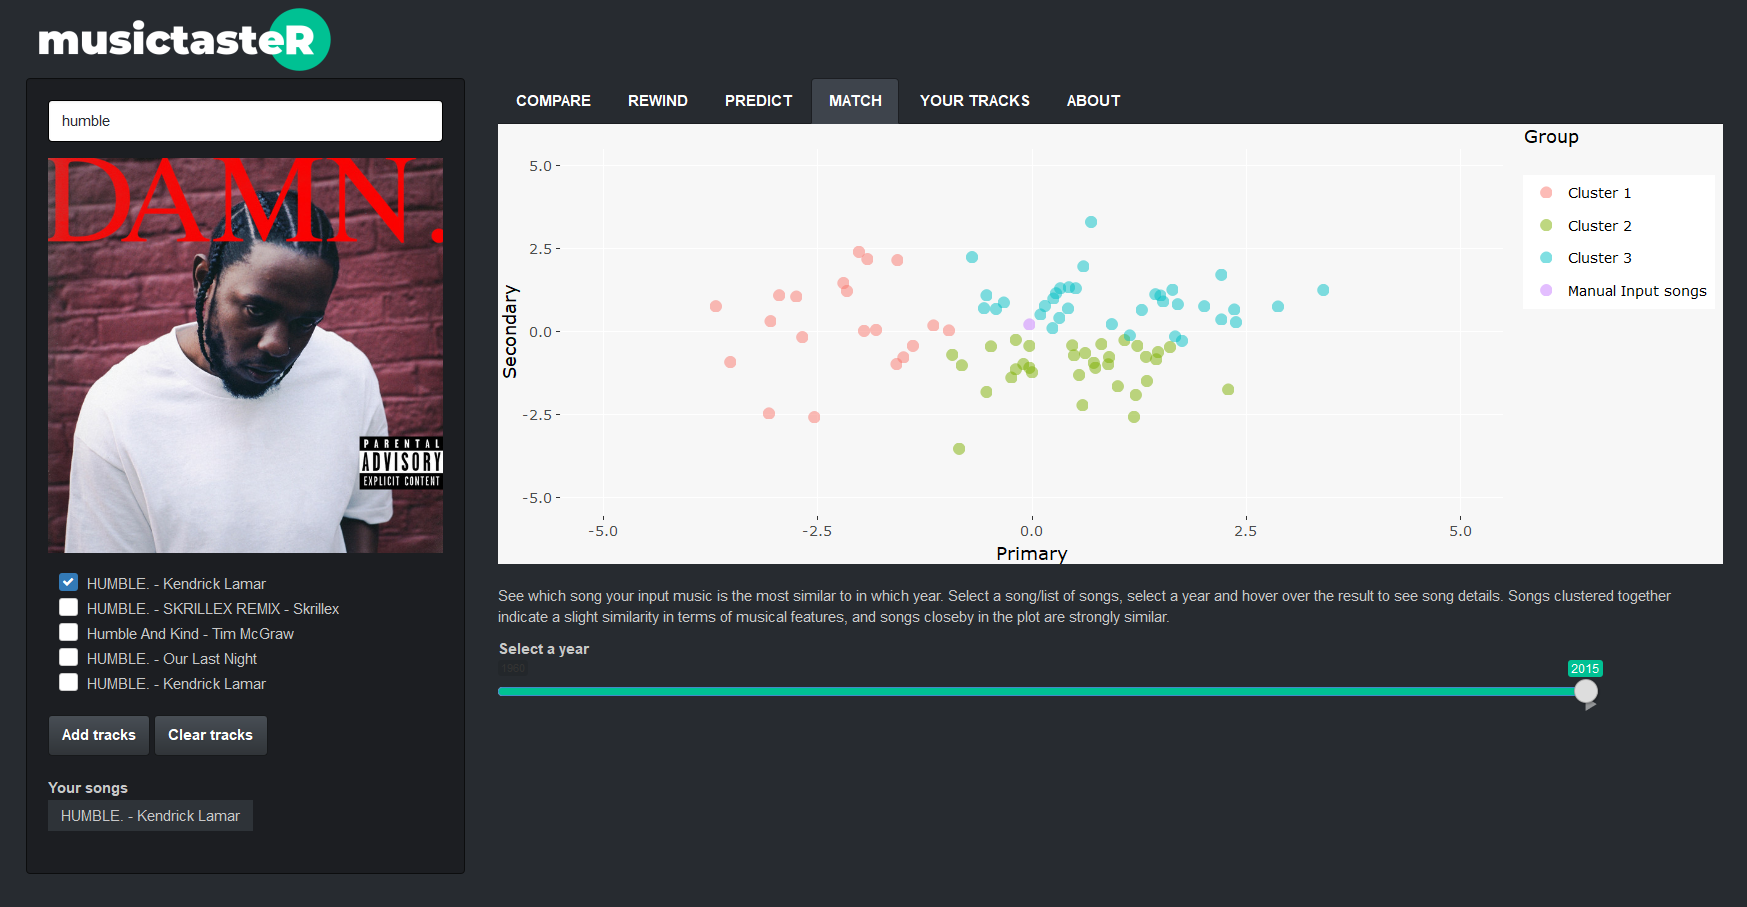 musictasteR
humble
DAMN.
PARENTAL
ADVISORY
EXPLICIT CONTENT
HUMBLE. - Kendrick Lamar
HUMBLE. - SKRILLEX REMIX - Skrillex
Humble And Kind - Tim McGraw
HUMBLE. - Our Last Night
HUMBLE. - Kendrick Lamar
Add tracks Clear tracks
Your songs
HUMBLE. - Kendrick Lamar
COMPARE REWIND PREDICT MATCH YOUR TRACKS ABOUT
Group
Cluster 1
Cluster 2
Cluster 3
Manual Input songs
Secondary
5.0
2.5
0.0
-2.5
-5.0
-5.0 -2.5 0.0 2.5 5.0
Primary
See which song your input music is the most similar to in which year. Select a song/list of songs, select a year and hover over the result to see song details. Songs clustered together
indicate a slight similarity in terms of musical features, and songs closeby in the plot are strongly similar.
Select a year
1960 2015